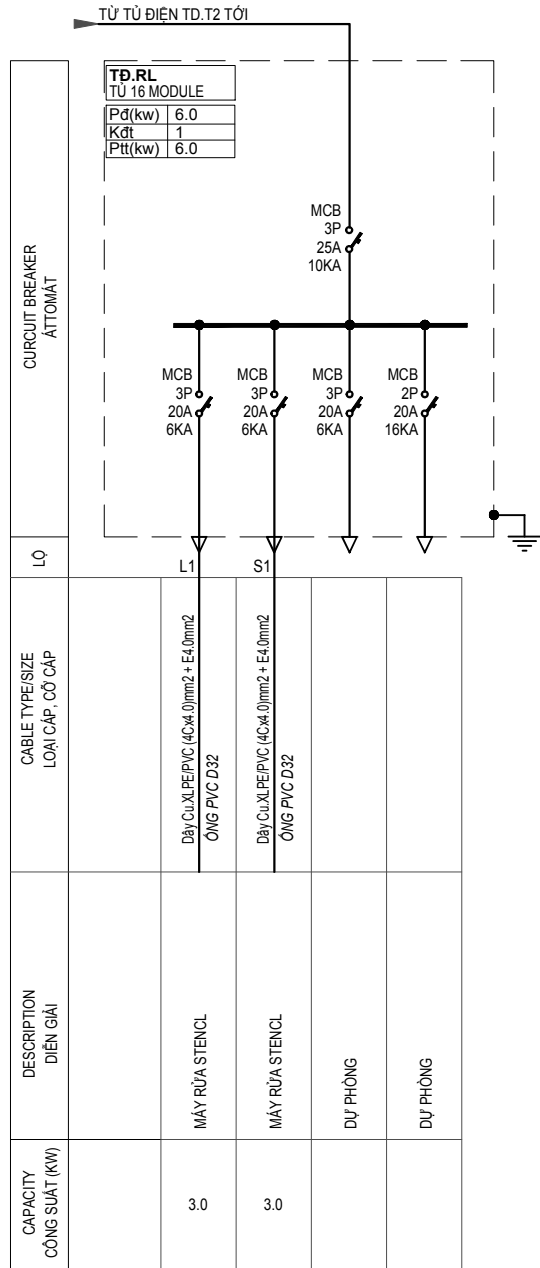 TỪ TỦ ĐIỆN TD.T2 TỚI
TĐ.RL
TỦ 16 MODULE
Pđ(kw) 6.0
Kđt 1
Ptt(kw) 6.0
CURCUIT BREAKER
ÁTTOMÁT
MCB
3P
25A
10KA
MCB
3P
20A
6KA
MCB
3P
20A
6KA
MCB
3P
20A
6KA
MCB
2P
20A
16KA
LỘ
L1
S1
CABLE TYPE/SIZE
LOẠI CÁP, CỠ CÁP
Dây Cu.XLPE/PVC (4Cx4.0)mm2 + E4.0mm2
ỐNG PVC D32
Dây Cu.XLPE/PVC (4Cx4.0)mm2 + E4.0mm2
ỐNG PVC D32
DESCRIPTION
DIỄN GIẢI
MÁY RỬA STENCL
MÁY RỬA STENCL
DỰ PHÒNG
DỰ PHÒNG
CAPACITY
CÔNG SUẤT (KW)
3.0
3.0